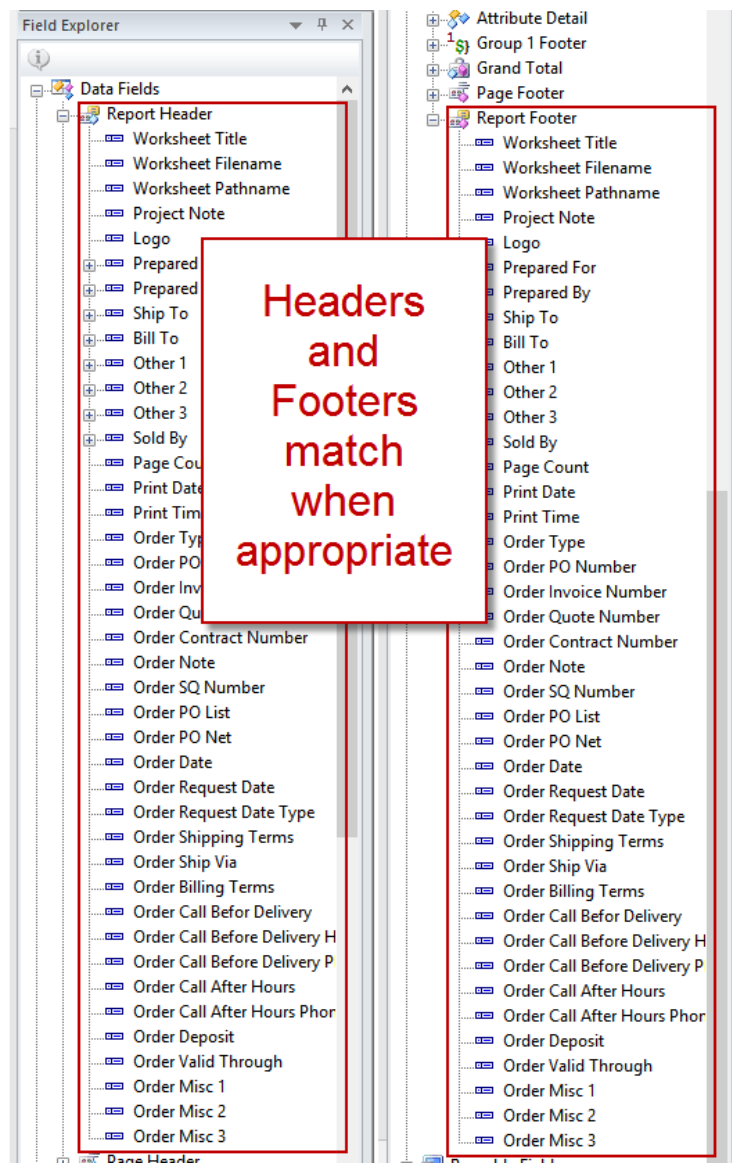 Field Explorer
Data Fields
Report Header
Worksheet Title
Worksheet Filename
Worksheet Pathname
Project Note
Logo
Prepared
Prepared
Ship To
Bill To
Other 1
Other 2
Other 3
Sold By
Page Cou
Print Date
Print Tim
Order Typ
Order PO
Order Inv
Order Qu
Order Contract Number
Order Note
Order SQ Number
Order PO List
Order PO Net
Order Date
Order Request Date
Order Request Date Type
Order Shipping Terms
Order Ship Via
Order Billing Terms
Order Call Befor Delivery
Order Call Before Delivery H
Order Call Before Delivery P
Order Call After Hours
Order Call After Hours Phor
Order Deposit
Order Valid Through
Order Misc 1
Order Misc 2
Order Misc 3
Page Header
Headers
and
Footers
match
when
appropriate
Attribute Detail
Group 1 Footer
Grand Total
Page Footer
Report Footer
Worksheet Title
Worksheet Filename
Worksheet Pathname
Project Note
Logo
Prepared For
Prepared By
Ship To
Bill To
Other 1
Other 2
Other 3
Sold By
Page Count
Print Date
Print Time
Order Type
Order PO Number
Order Invoice Number
Order Quote Number
Order Contract Number
Order Note
Order SQ Number
Order PO List
Order PO Net
Order Date
Order Request Date
Order Request Date Type
Order Shipping Terms
Order Ship Via
Order Billing Terms
Order Call Befor Delivery
Order Call Before Delivery H
Order Call Before Delivery P
Order Call After Hours
Order Call After Hours Phor
Order Deposit
Order Valid Through
Order Misc 1
Order Misc 2
Order Misc 3